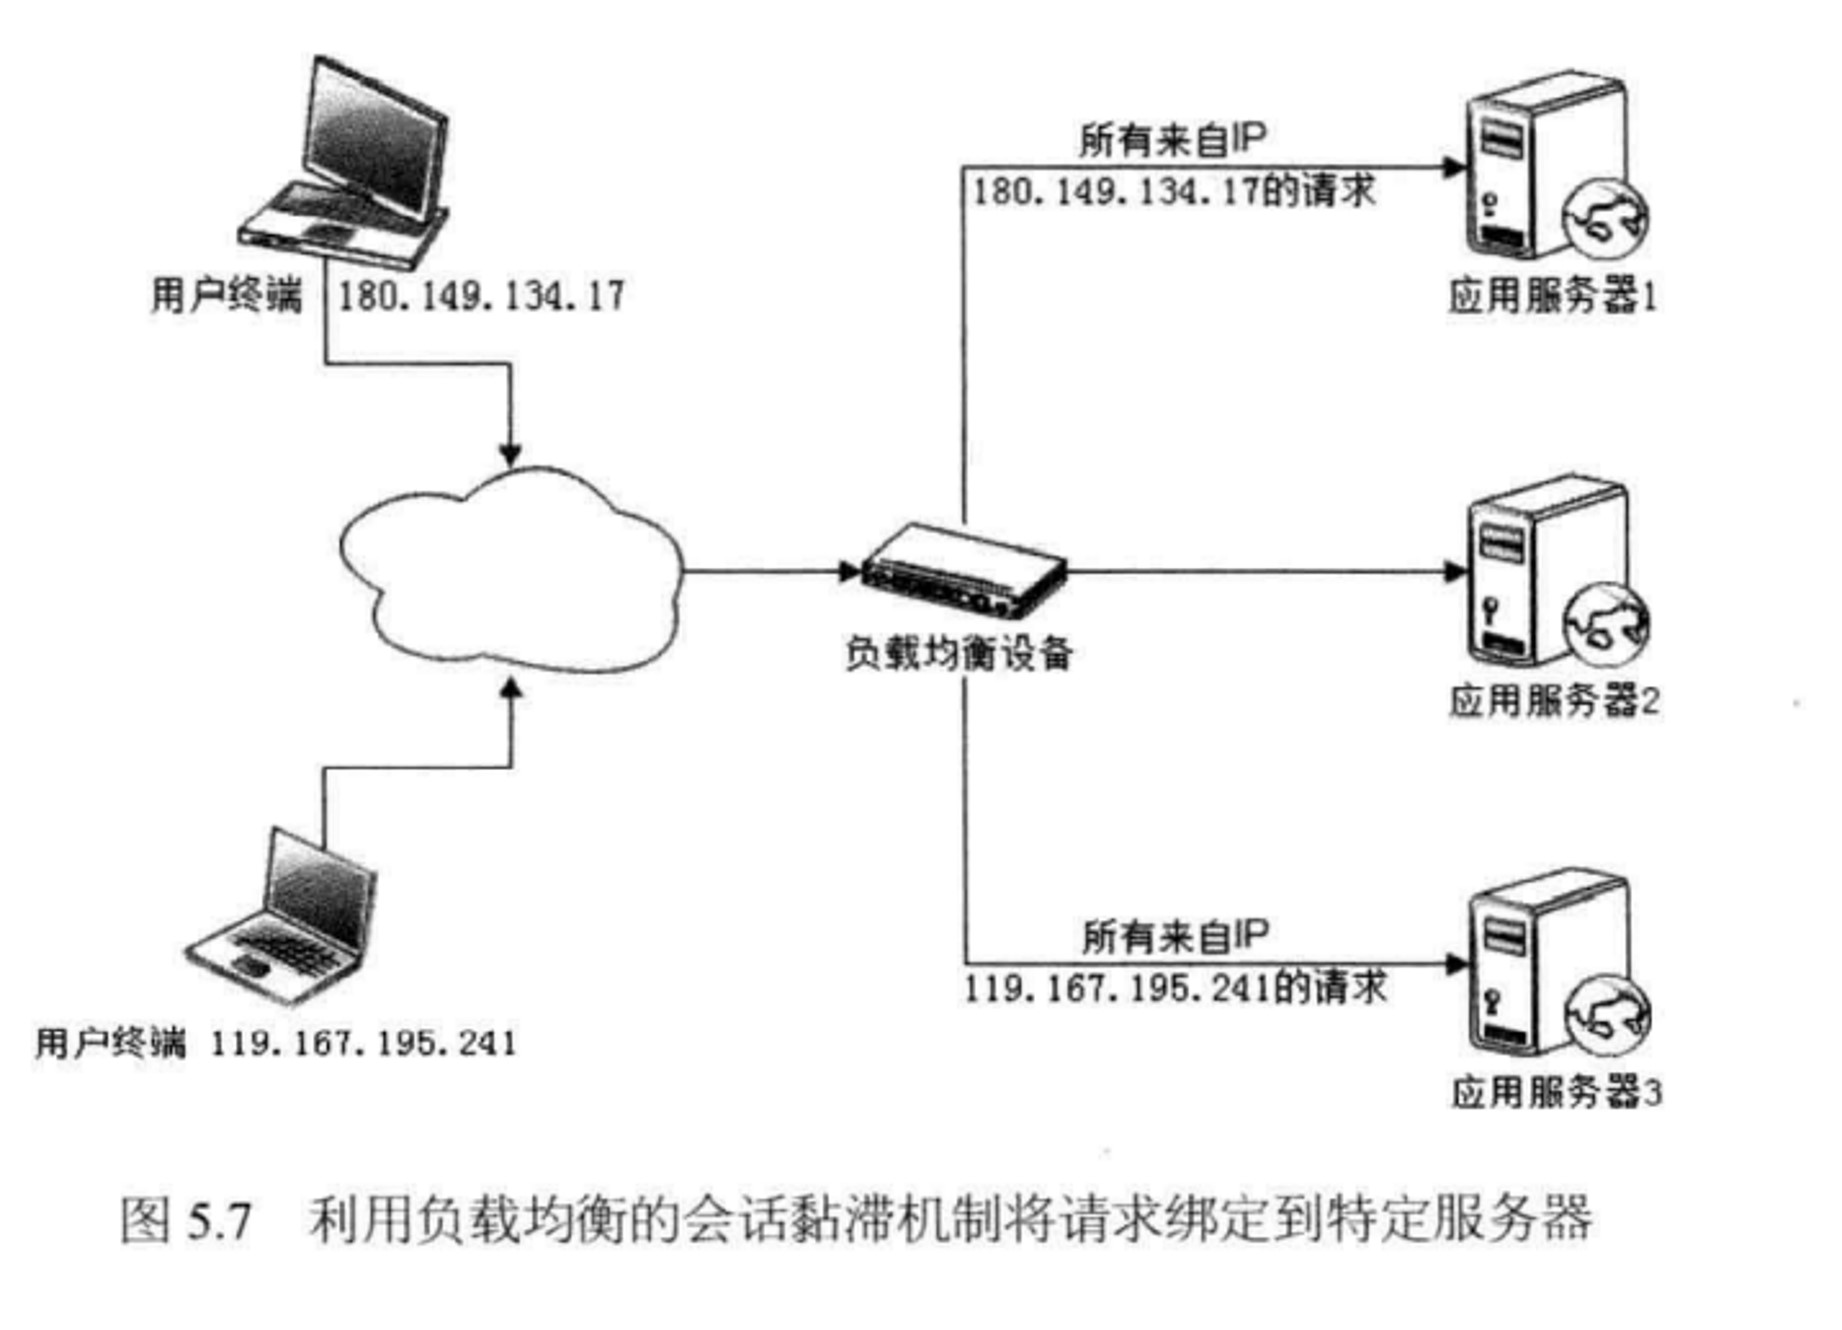 所有来自IP
180.149.134.17的请求
用户终端 180.149.134.17
应用服务器1
负载均衡设备
应用服务器2
所有来自IP
119.167.195.241的请求
用户终端 119.167.195.241
应用服务器3
图 5.7 利用负载均衡的会话黏滞机制将请求绑定到特定服务器